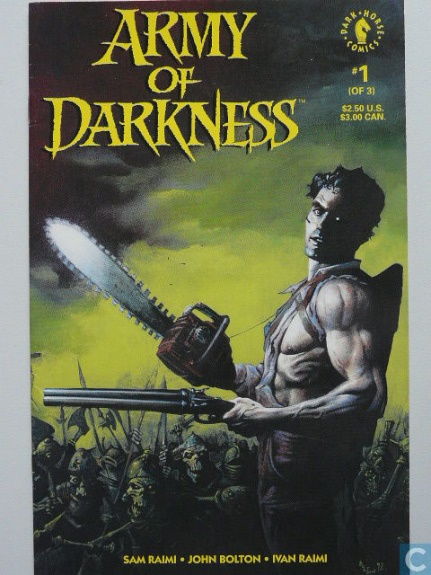 ARMY
OF
DARKNESS™
DARK HORSE
COMICS
#1
(OF 3)
$2.50 U.S.
$3.00 CAN.
SAM RAIMI • JOHN BOLTON • IVAN RAIMI
C